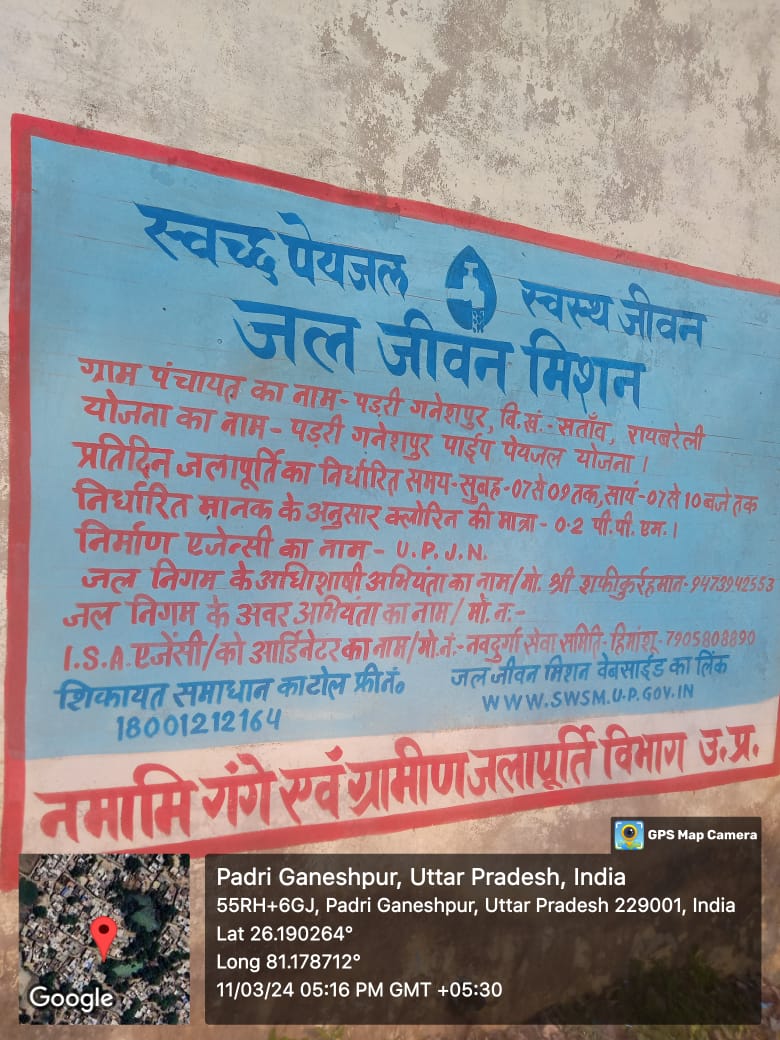 स्वच्छ पेयजल स्वस्थ जीवन
जल जीवन मिशन
ग्राम पंचायत का नाम- पड़री गनेशपुर, वि.खं.- सताँव, रायबरेली
योजना का नाम- पड़री गनेशपुर पाईप पेयजल योजना।
प्रतिदिन जलापूर्ति का निर्धारित समय-सुबह-07से 09 तक, सायं-07 से 10 बजे तक
निर्धारित मानक के अनुसार क्लोरिन की मात्रा - 0.2 पी.पी.एम.।
निर्माण एजेन्सी का नाम - U.P.J.N.
जल निगम के अधिशाषी अभियंता का नाम/मो. श्री शफीकुर्रहमान-9473942553
जल निगम के अवर अभियंता का नाम/ मो.न:-
I.S.A.एजेंसी/को आर्डिनेटर का नाम/मो.नं.-नवदुर्गा सेवा समिति-हिमांशु-7905808890
शिकायत समाधान का टोल फ्री नं॰
18001212164
जल जीवन मिशन वेबसाईड का लिंक
WWW.SWSM.U.P.GOV.IN
नमामि गंगे एवं ग्रामीण जलापूर्ति विभाग उ.प्र.
GPS Map Camera
Padri Ganeshpur, Uttar Pradesh, India
55RH+6GJ, Padri Ganeshpur, Uttar Pradesh 229001, India
Lat 26.190264°
Long 81.178712°
11/03/24 05:16 PM GMT +05:30
Google